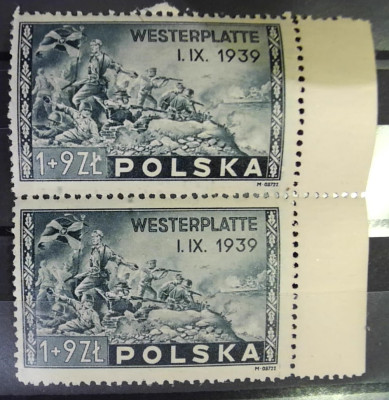 WESTERPLATTE
I. IX. 1939
1+9 ZŁ POLSKA
WESTERPLATTE
I. IX. 1939
1+9 ZŁ POLSKA